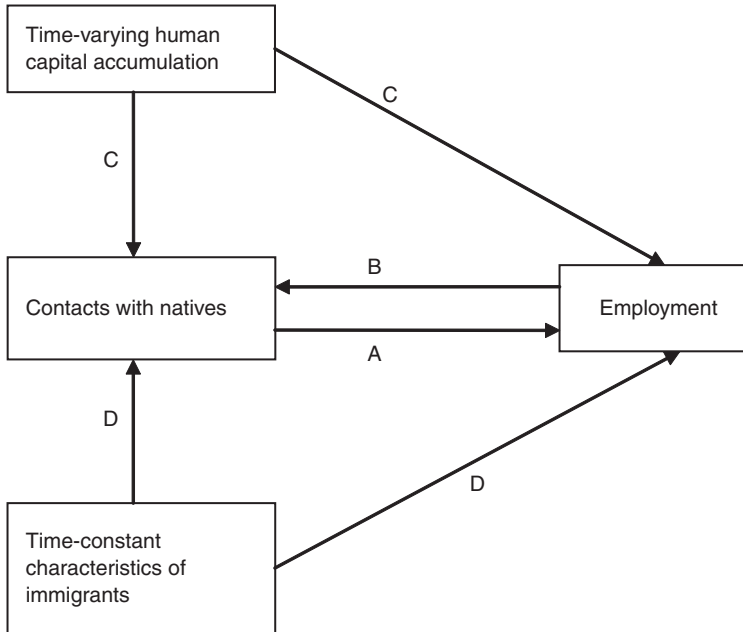 Time-varying human
capital accumulation
C
C
B
Contacts with natives
Employment
A
D
D
Time-constant
characteristics of
immigrants